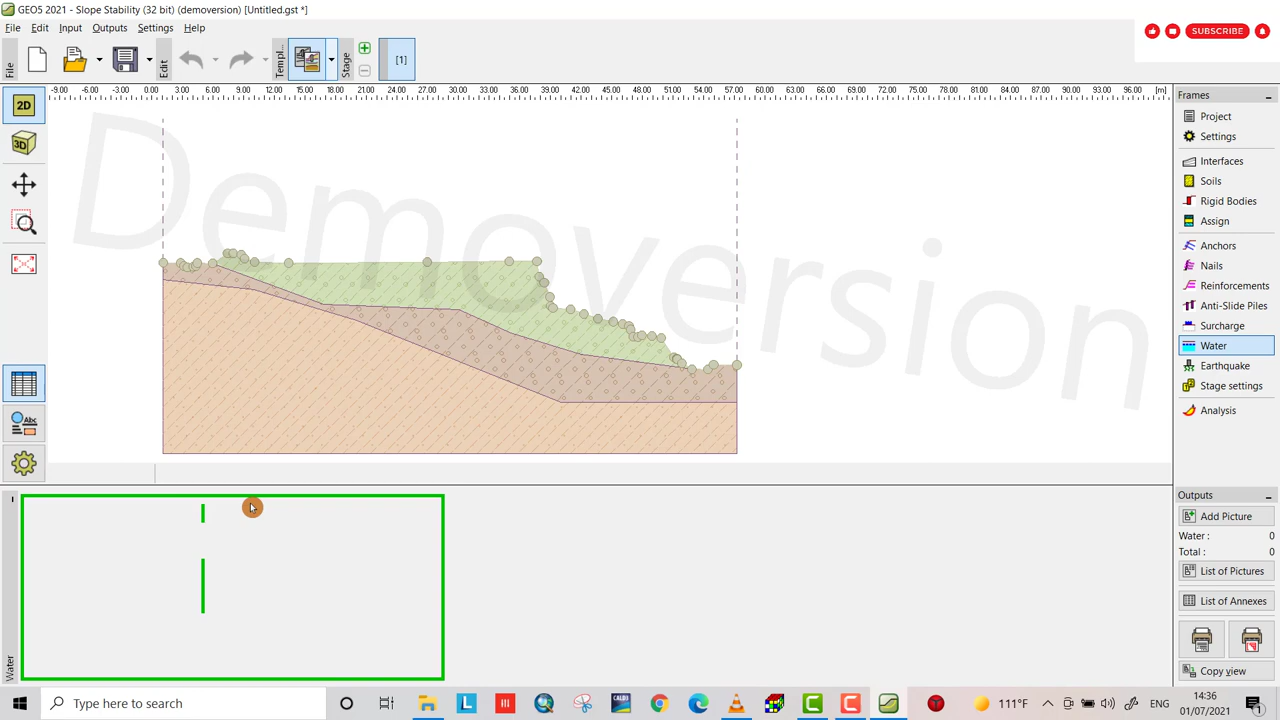 GEO5 2021 - Slope Stability (32 bit) (demoversion) [Untitled.gst *]
File Edit Input Outputs Settings Help
SUBSCRIBE
File
Edit
Templ...
Stage
[1]
-9.00 -6.00 -3.00 0.00 3.00 6.00 9.00 12.00 15.00 18.00 21.00 24.00 27.00 30.00 33.00 36.00 39.00 42.00 45.00 48.00 51.00 54.00 57.00 60.00 63.00 66.00 69.00 72.00 75.00 78.00 81.00 84.00 87.00 90.00 93.00 96.00 [m]
2D
3D
Abc
Demoversion
Frames
Project
Settings
Interfaces
Soils
Rigid Bodies
Assign
Anchors
Nails
Reinforcements
Anti-Slide Piles
Surcharge
Water
Earthquake
Stage settings
Analysis
Water
Outputs
Add Picture
Water : 0
Total : 0
List of Pictures
List of Annexes
Copy view
Type here to search
L
CALDI
T
111°F
ENG
14:36
01/07/2021
1